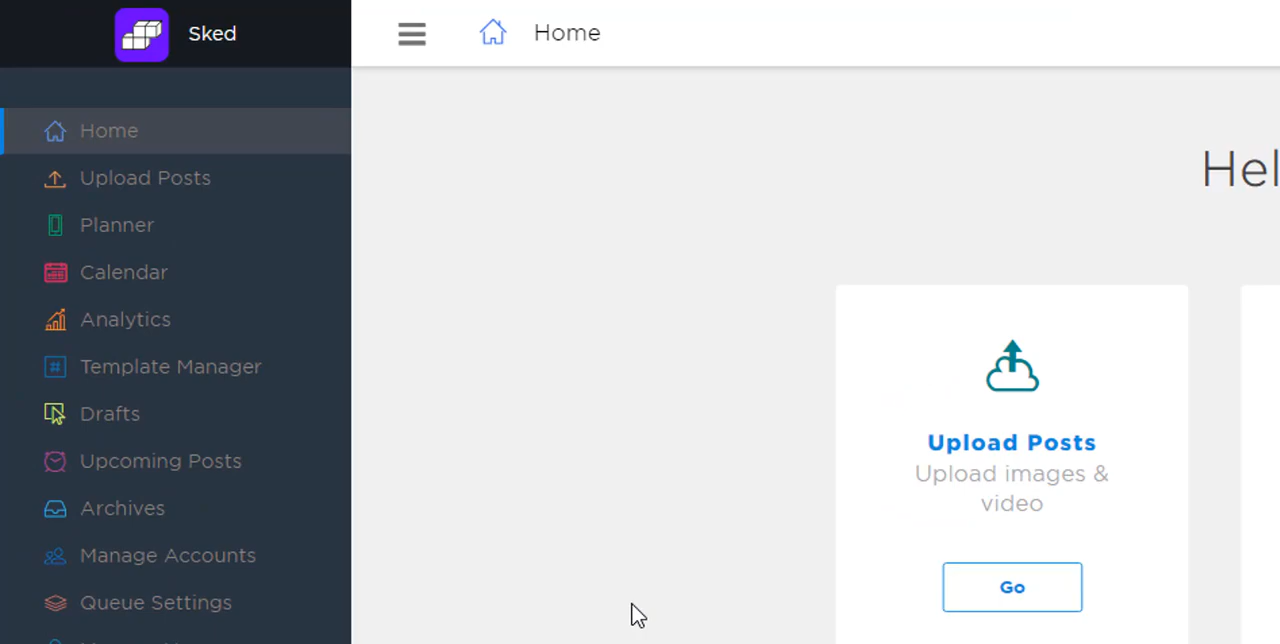 Sked
Home
Home
Upload Posts
Planner
Calendar
Analytics
Template Manager
Drafts
Upcoming Posts
Archives
Manage Accounts
Queue Settings
Hel
Upload Posts
Upload images &
video
Go